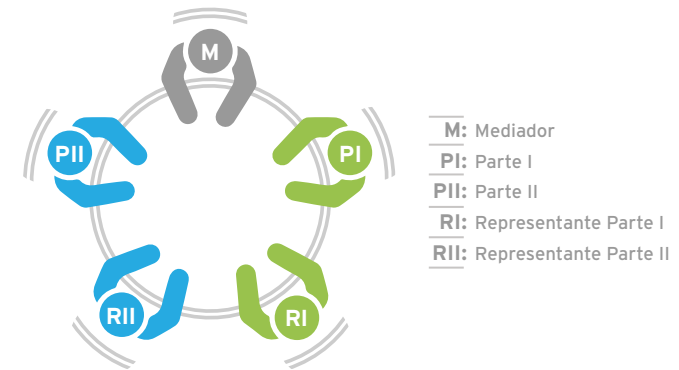 M
PII
PI
RII
RI
M: Mediador
PI: Parte I
PII: Parte II
RI: Representante Parte I
RII: Representante Parte II